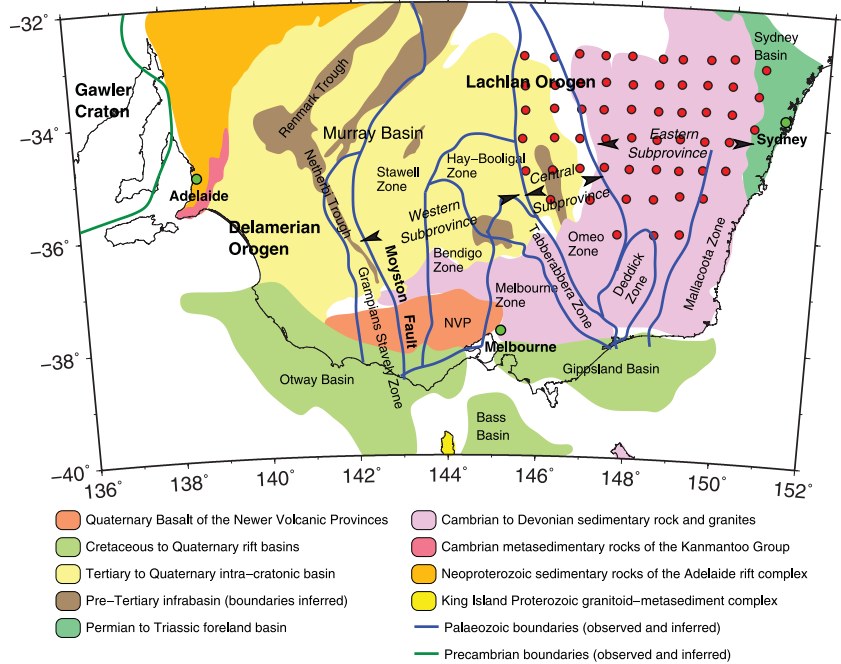 −32°
−34°
−36°
−38°
−40°
136°
138°
140°
142°
144°
146°
148°
150°
152°
Gawler
Craton
Adelaide
Delamerian
Orogen
Renmark Trough
Murray Basin
Netherbi Trough
Stawell
Zone
Hay−Booligal
Zone
Lachlan Orogen
Sydney
Basin
Eastern
Subprovince
Sydney
Central
Subprovince
Western
Subprovince
Bendigo
Zone
Moyston
Fault
Grampians Stavely Zone
Melbourne
Zone
Tabberabbera Zone
Omeo
Zone
Deddick
Zone
Mallacoota Zone
NVP
Melbourne
Otway Basin
Gippsland Basin
Bass
Basin
Quaternary Basalt of the Newer Volcanic Provinces
Cretaceous to Quaternary rift basins
Tertiary to Quaternary intra−cratonic basin
Pre−Tertiary infrabasin (boundaries inferred)
Permian to Triassic foreland basin
Cambrian to Devonian sedimentary rock and granites
Cambrian metasedimentary rocks of the Kanmantoo Group
Neoproterozoic sedimentary rocks of the Adelaide rift complex
King Island Proterozoic granitoid−metasediment complex
Palaeozoic boundaries (observed and inferred)
Precambrian boundaries (observed and inferred)